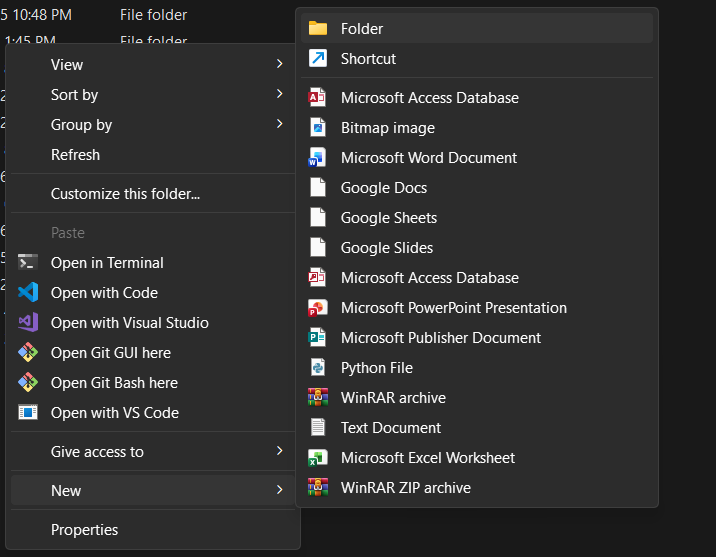 5 10:48 PM File folder
1:45 PM File folder
View
Sort by
Group by
Refresh
Customize this folder...
Paste
Open in Terminal
Open with Code
Open with Visual Studio
Open Git GUI here
Open Git Bash here
Open with VS Code
Give access to
New
Properties
Folder
Shortcut
Microsoft Access Database
Bitmap image
Microsoft Word Document
Google Docs
Google Sheets
Google Slides
Microsoft Access Database
Microsoft PowerPoint Presentation
Microsoft Publisher Document
Python File
WinRAR archive
Text Document
Microsoft Excel Worksheet
WinRAR ZIP archive